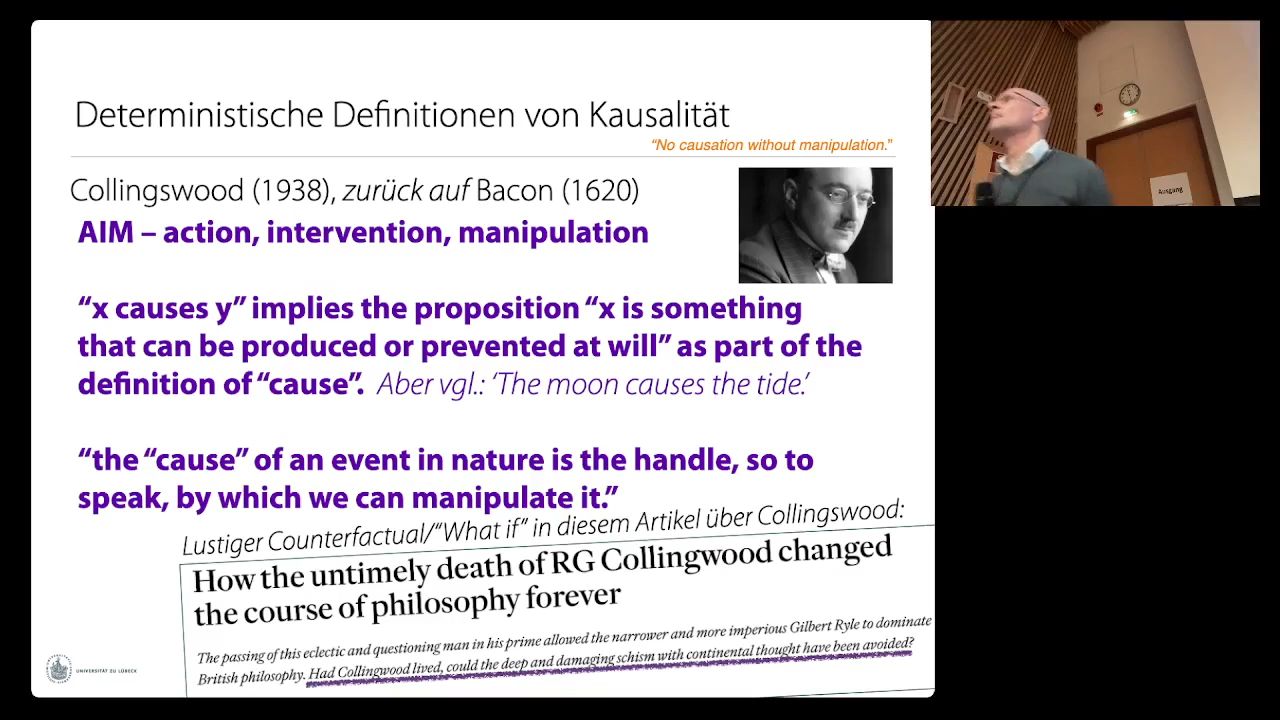 Deterministische Definitionen von Kausalität
“No causation without manipulation.”
Collingswood (1938), zurück auf Bacon (1620)
AIM – action, intervention, manipulation
“x causes y” implies the proposition “x is something
that can be produced or prevented at will” as part of the
definition of “cause”. Aber vgl.: ‘The moon causes the tide.’
“the “cause” of an event in nature is the handle, so to
speak, by which we can manipulate it.”
Lustiger Counterfactual/“What if” in diesem Artikel über Collingswood:
How the untimely death of RG Collingwood changed
the course of philosophy forever
The passing of this eclectic and questioning man in his prime allowed the narrower and more imperious Gilbert Ryle to dominate
British philosophy. Had Collingwood lived, could the deep and damaging schism with continental thought have been avoided?
UNIVERSITÄT ZU LÜBECK
Ausgang